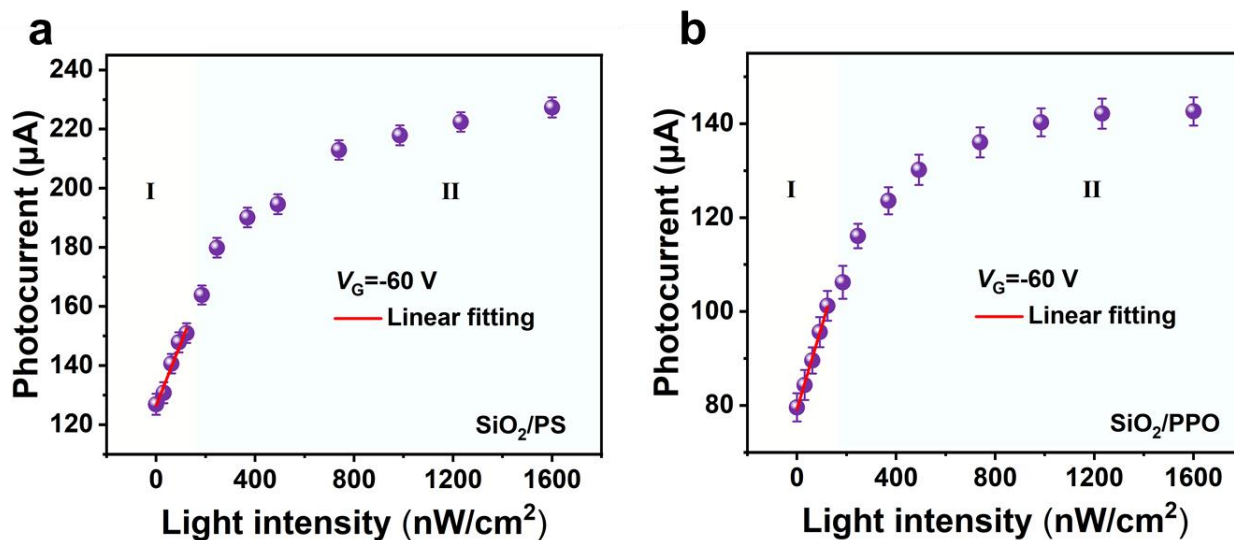 a
240
220
200
180
160
140
120
Photocurrent (μA)
I
II
V_G=-60 V
Linear fitting
SiO₂/PS
0 400 800 1200 1600
Light intensity (nW/cm²)
b
140
120
100
80
Photocurrent (μA)
I
II
V_G=-60 V
Linear fitting
SiO₂/PPO
0 400 800 1200 1600
Light intensity (nW/cm²)